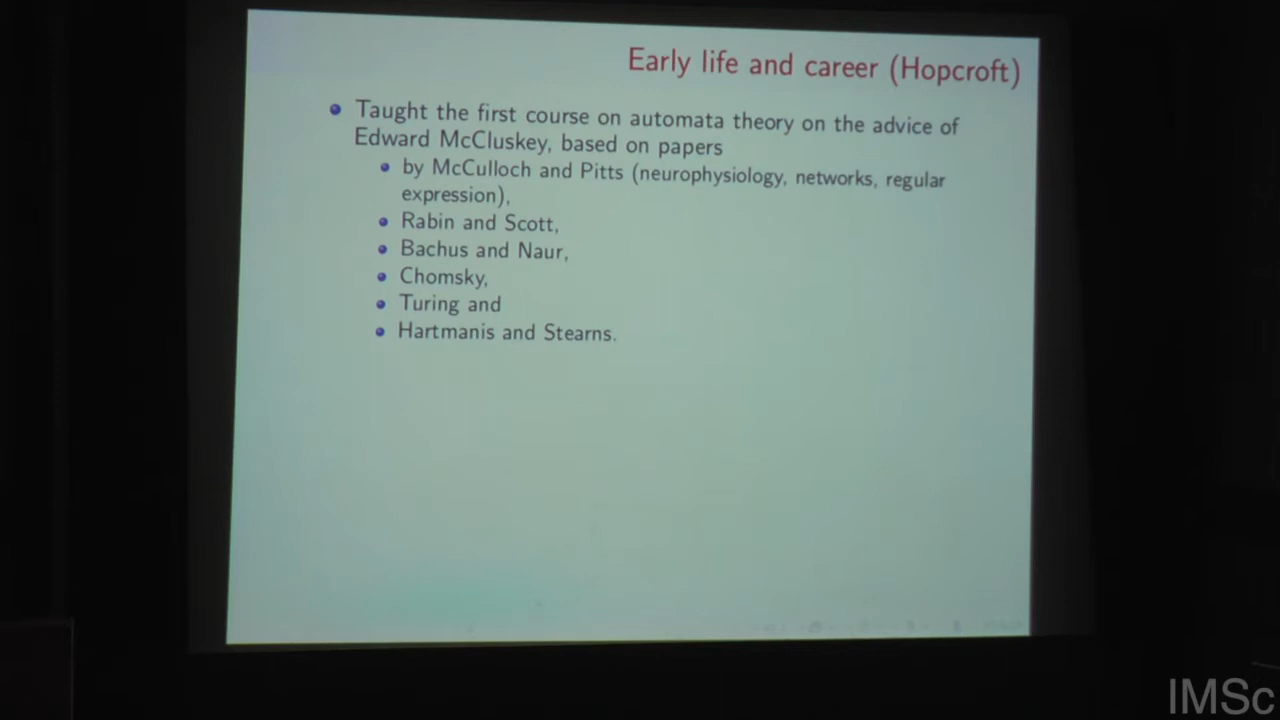 Early life and career (Hopcroft)
Taught the first course on automata theory on the advice of
Edward McCluskey, based on papers
by McCulloch and Pitts (neurophysiology, networks, regular
expression),
Rabin and Scott,
Bachus and Naur,
Chomsky,
Turing and
Hartmanis and Stearns.
IMSc